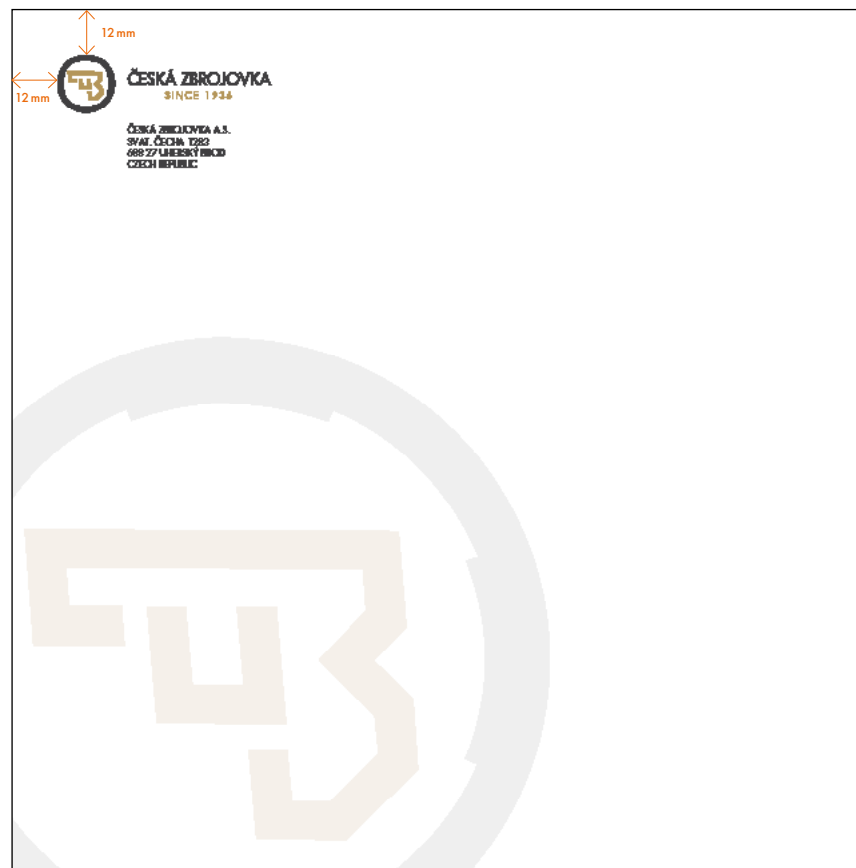 12 mm
12 mm
ČESKÁ ZBROJOVKA
SINCE 1936
ČESKÁ ZBROJOVKA A.S.
SVAT. ČECHA 1283
688 27 UHERSKÝ BROD
CZECH REPUBLIC